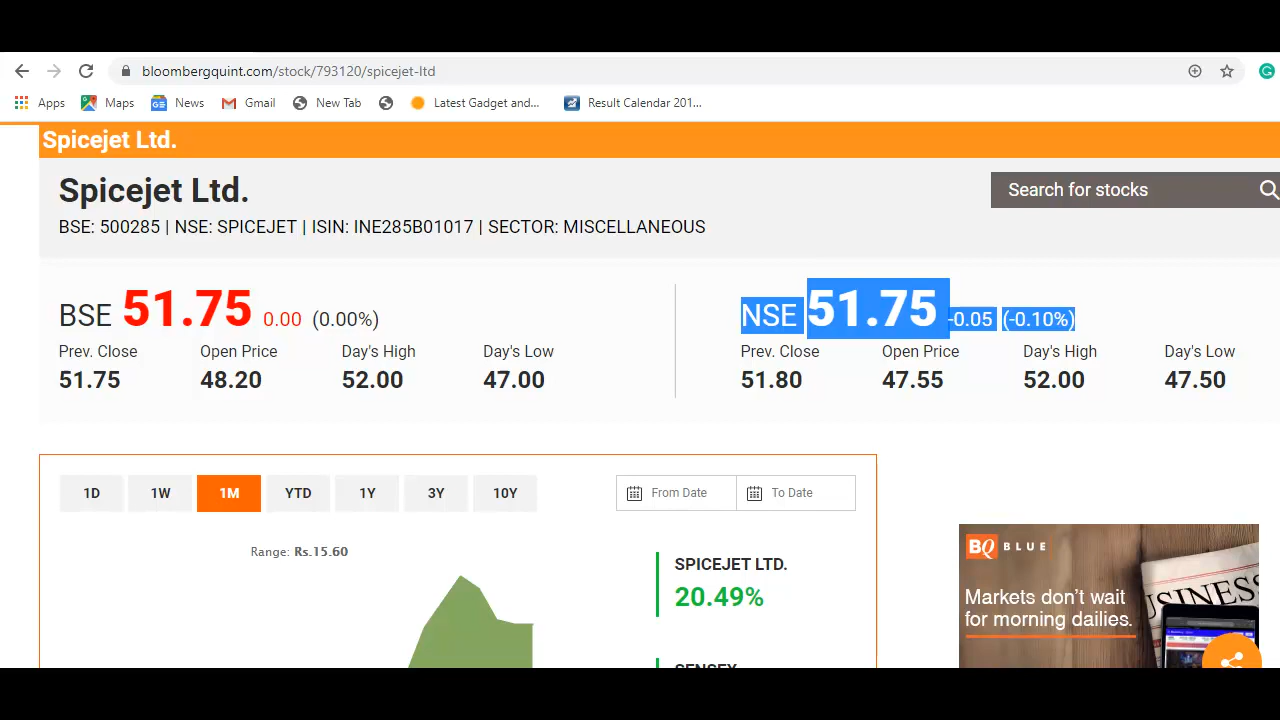 bloombergquint.com/stock/793120/spicejet-ltd
Apps Maps News Gmail New Tab Latest Gadget and... Result Calendar 201...
Spicejet Ltd.
Spicejet Ltd.
Search for stocks
BSE: 500285 | NSE: SPICEJET | ISIN: INE285B01017 | SECTOR: MISCELLANEOUS
BSE 51.75 0.00 (0.00%)
Prev. Close Open Price Day's High Day's Low
51.75 48.20 52.00 47.00
NSE 51.75 -0.05 (-0.10%)
Prev. Close Open Price Day's High Day's Low
51.80 47.55 52.00 47.50
1D 1W 1M YTD 1Y 3Y 10Y
From Date To Date
Range: Rs.15.60
SPICEJET LTD.
20.49%
SENSEX
BQ BLUE
Markets don't wait
for morning dailies.
BUSINESS